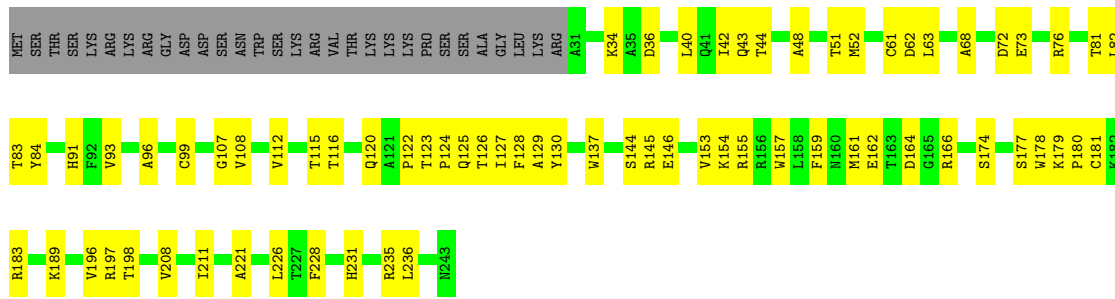 MET SER THR SER LYS ARG LYS ARG GLY ASP ASP SER ASN TRP SER LYS ARG VAL THR LYS LYS LYS PRO SER SER ALA GLY LEU LYS ARG A31 K34 A35 D36 L40 Q41 I42 Q43 T44 A48 T51 M52 C61 D62 L63 A68 D72 E73 R76 T81 L82
T83 Y84 H91 F92 V93 A96 C99 G107 V108 V112 T115 T116 Q120 A121 P122 T123 P124 Q125 T126 I127 F128 A129 Y130 W137 S144 R145 E146 V153 K154 R155 R156 W157 L158 F159 N160 M161 E162 T163 D164 G165 R166 S174 S177 W178 K179 P180 C181 K182
R183 K189 V196 R197 T198 V208 I211 A221 L226 T227 F228 H231 R235 L236 N243